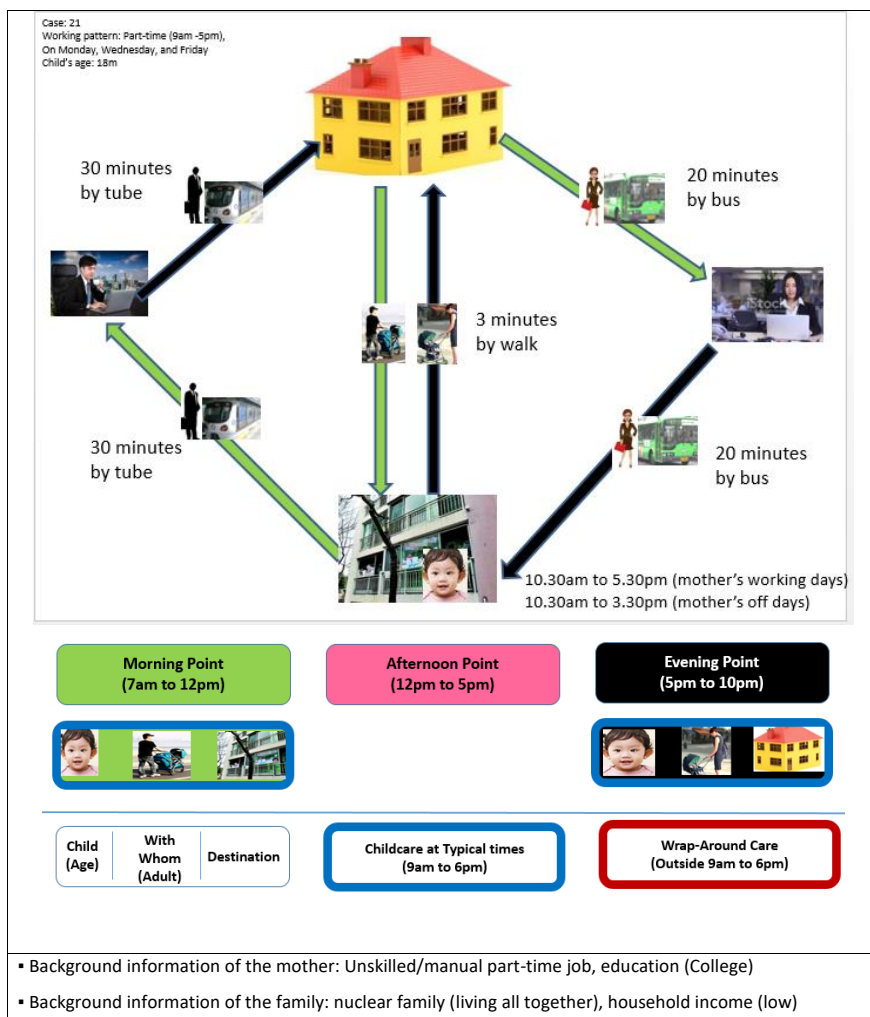 Case: 21
Working pattern: Part-time (9am -5pm),
On Monday, Wednesday, and Friday
Child's age: 18m
30 minutes
by tube
20 minutes
by bus
iStock
3 minutes
by walk
30 minutes
by tube
20 minutes
by bus
10.30am to 5.30pm (mother's working days)
10.30am to 3.30pm (mother's off days)
Morning Point
(7am to 12pm)
Afternoon Point
(12pm to 5pm)
Evening Point
(5pm to 10pm)
Child
(Age)
With
Whom
(Adult)
Destination
Childcare at Typical times
(9am to 6pm)
Wrap-Around Care
(Outside 9am to 6pm)
▪ Background information of the mother: Unskilled/manual part-time job, education (College)
▪ Background information of the family: nuclear family (living all together), household income (low)